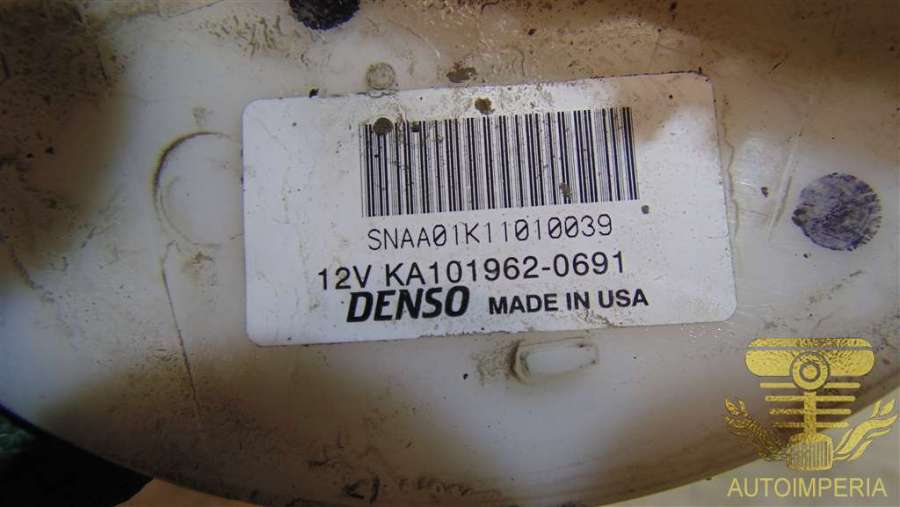 SNAA01K11010039
12V KA101962-0691
DENSO MADE IN USA
AUTOIMPERIA